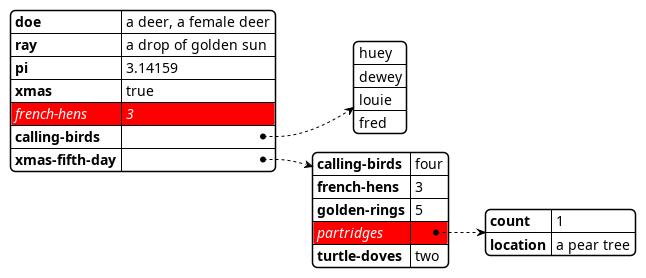 doe a deer, a female deer
ray a drop of golden sun
pi 3.14159
xmas true
french-hens 3
calling-birds
xmas-fifth-day
huey
dewey
louie
fred
calling-birds four
french-hens 3
golden-rings 5
partridges
turtle-doves two
count 1
location a pear tree